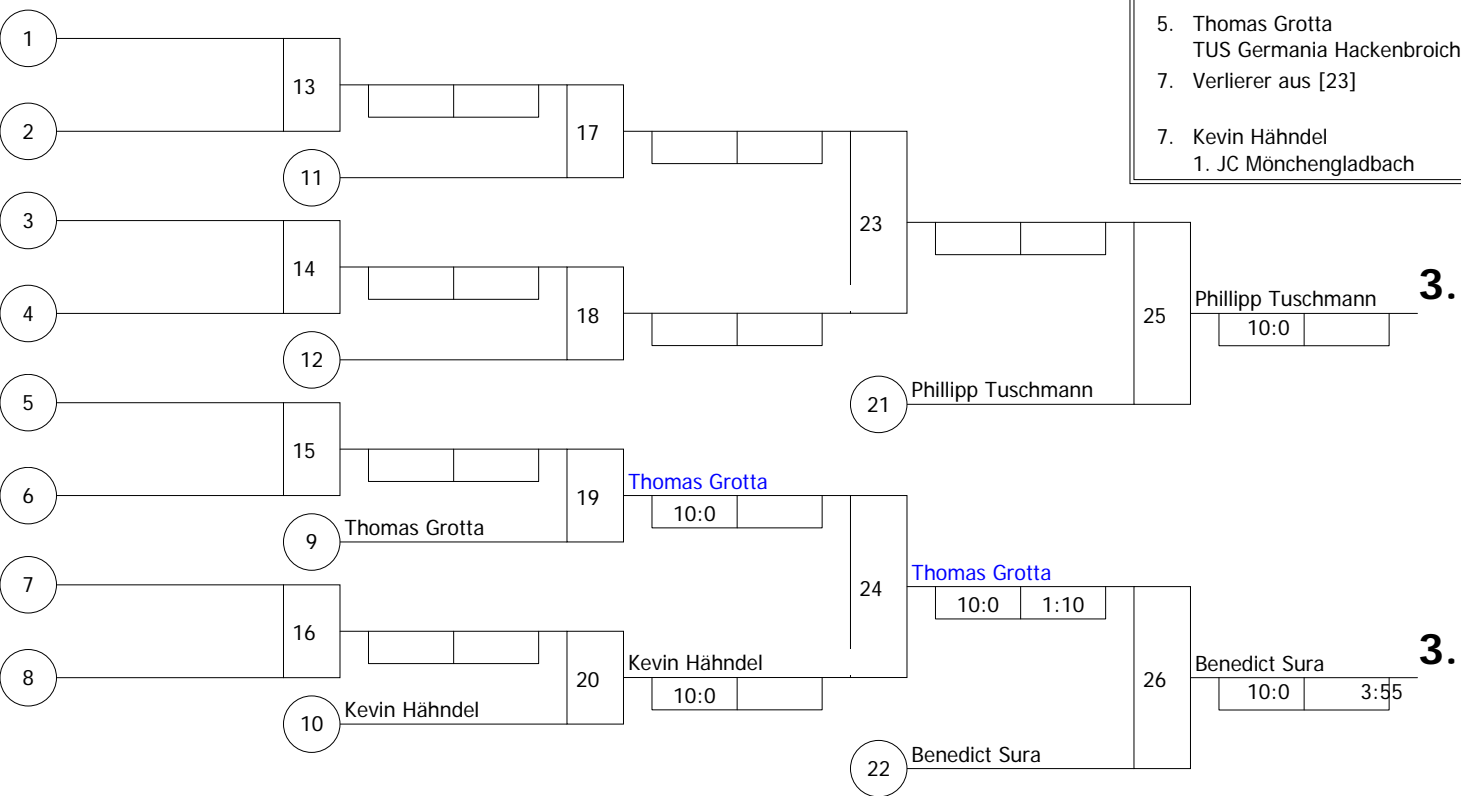 5. Thomas Grotta
TUS Germania Hackenbroich
7. Verlierer aus [23]
7. Kevin Hähndel
1. JC Mönchengladbach
1
13
2
17
11
23
3
14
4
18
12
25
Phillipp Tuschmann 3.
10:0
21 Phillipp Tuschmann
5
15
6
19
Thomas Grotta
10:0
9 Thomas Grotta
24
Thomas Grotta
10:0 1:10
7
16
8
20
Kevin Hähndel
10:0
10 Kevin Hähndel
26
Benedict Sura 3.
10:0 3:55
22 Benedict Sura